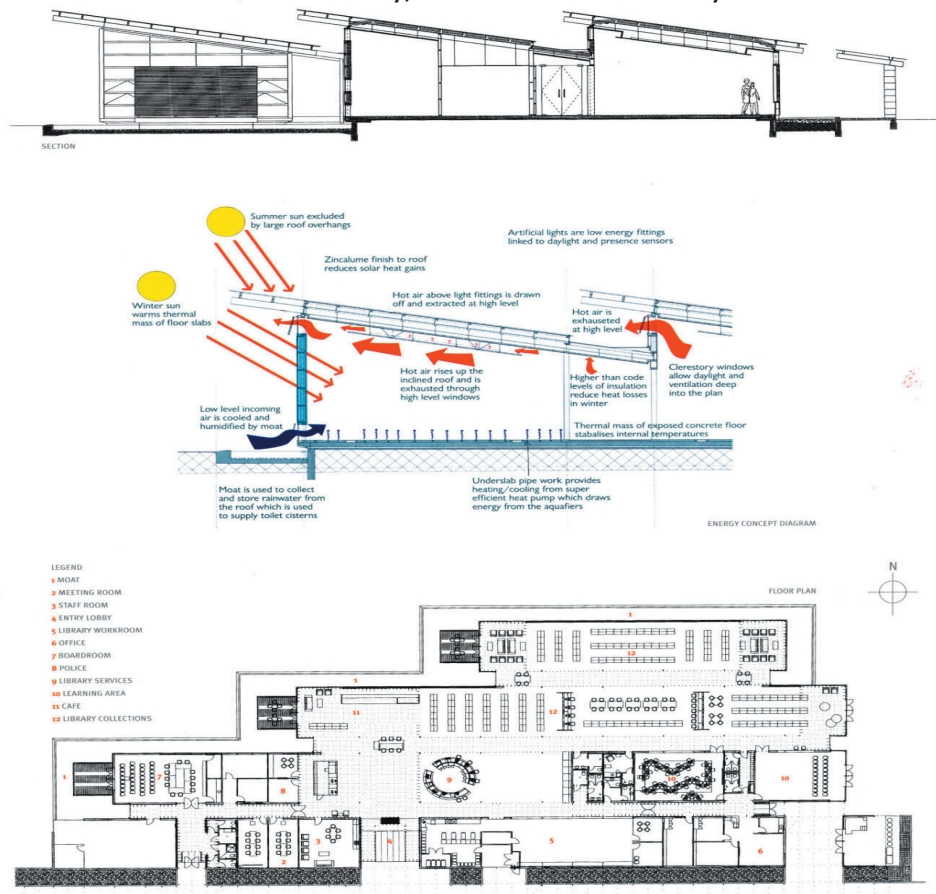 SECTION
Summer sun excluded
by large roof overhangs
Artificial lights are low energy fittings
linked to daylight and presence sensors
Zincalume finish to roof
reduces solar heat gains
Winter sun
warms thermal
mass of floor slabs
Hot air above light fittings is drawn
off and extracted at high level
Hot air is
exhauseted
at high level
Hot air rises up the
inclined roof and is
exhausted through
high level windows
Higher than code
levels of insulation
reduce heat losses
in winter
Clerestory windows
allow daylight and
ventilation deep
into the plan
Low level incoming
air is cooled and
humidified by moat
Thermal mass of exposed concrete floor
stabalises internal temperatures
Moat is used to collect
and store rainwater from
the roof which is used
to supply toilet cisterns
Underslab pipe work provides
heating/cooling from super
efficient heat pump which draws
energy from the aquafiers
ENERGY CONCEPT DIAGRAM
LEGEND
1 MOAT
2 MEETING ROOM
3 STAFF ROOM
4 ENTRY LOBBY
5 LIBRARY WORKROOM
6 OFFICE
7 BOARDROOM
8 POLICE
9 LIBRARY SERVICES
10 LEARNING AREA
11 CAFE
12 LIBRARY COLLECTIONS
FLOOR PLAN
N
1
12
1
11
12
1
7
8
9
10
10
2
3
4
5
6